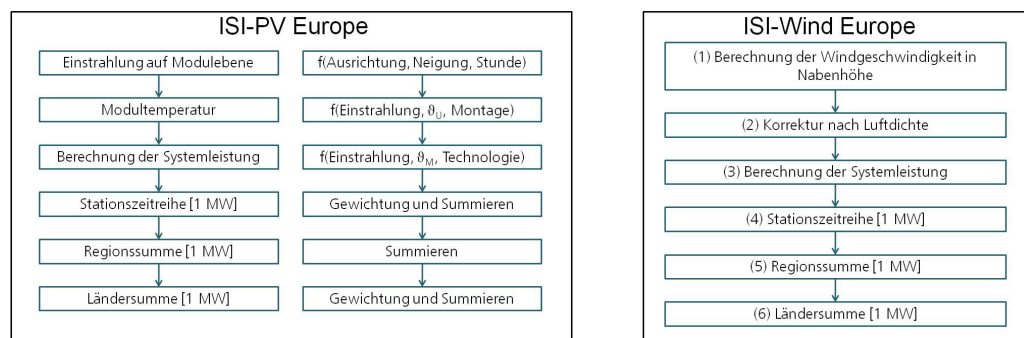 ISI-PV Europe
Einstrahlung auf Modulebene
Modultemperatur
Berechnung der Systemleistung
Stationszeitreihe [1 MW]
Regionssumme [1 MW]
Ländersumme [1 MW]
f(Ausrichtung, Neigung, Stunde)
f(Einstrahlung, ϑU, Montage)
f(Einstrahlung, ϑM, Technologie)
Gewichtung und Summieren
Summieren
Gewichtung und Summieren
ISI-Wind Europe
(1) Berechnung der Windgeschwindigkeit in
Nabenhöhe
(2) Korrektur nach Luftdichte
(3) Berechnung der Systemleistung
(4) Stationszeitreihe [1 MW]
(5) Regionssumme [1 MW]
(6) Ländersumme [1 MW]